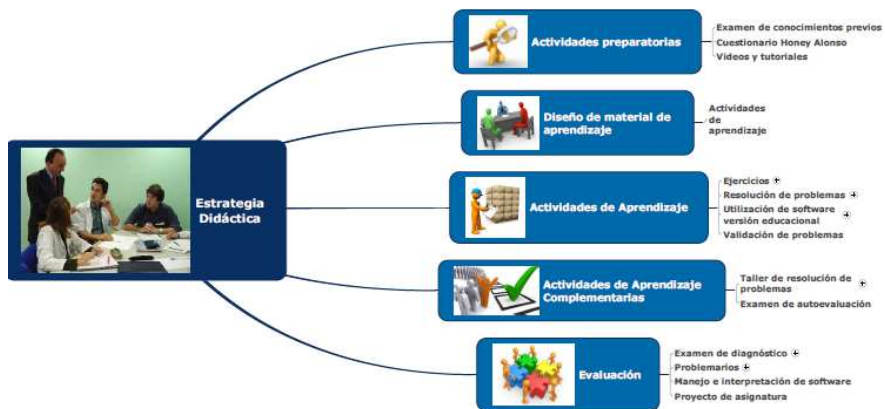 Estrategia
Didáctica
Actividades preparatorias
Examen de conocimientos previos
Cuestionario Honey Alonso
Videos y tutoriales
Diseño de material de
aprendizaje
Actividades
de
aprendizaje
Actividades de Aprendizaje
Ejercicios
Resolución de problemas
Utilización de software
versión educacional
Validación de problemas
Actividades de Aprendizaje
Complementarias
Taller de resolución de
problemas
Examen de autoevaluación
Evaluación
Examen de diagnóstico
Problemarios
Manejo e interpretación de software
Proyecto de asignatura